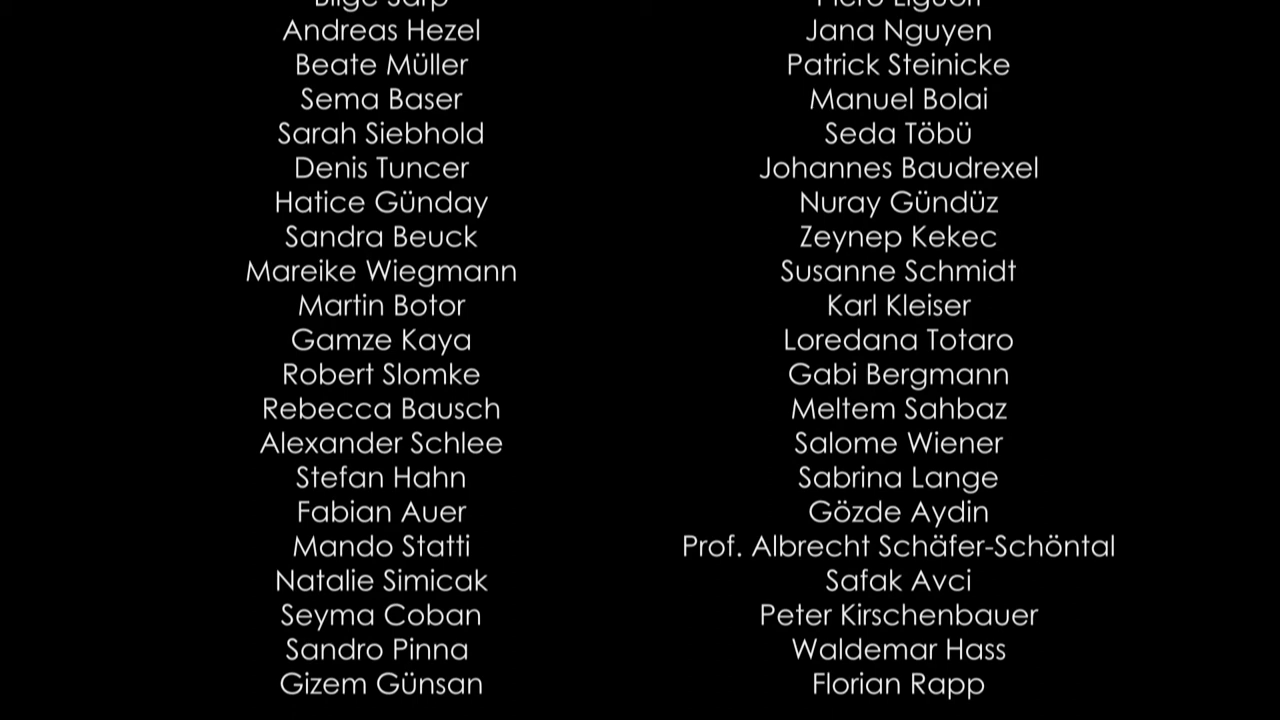 Andreas Hezel
Beate Müller
Sema Baser
Sarah Siebhold
Denis Tuncer
Hatice Günday
Sandra Beuck
Mareike Wiegmann
Martin Botor
Gamze Kaya
Robert Slomke
Rebecca Bausch
Alexander Schlee
Stefan Hahn
Fabian Auer
Mando Statti
Natalie Simicak
Seyma Coban
Sandro Pinna
Gizem Günsan
Jana Nguyen
Patrick Steinicke
Manuel Bolai
Seda Töbü
Johannes Baudrexel
Nuray Gündüz
Zeynep Kekec
Susanne Schmidt
Karl Kleiser
Loredana Totaro
Gabi Bergmann
Meltem Sahbaz
Salome Wiener
Sabrina Lange
Gözde Aydin
Prof. Albrecht Schäfer-Schöntal
Safak Avci
Peter Kirschenbauer
Waldemar Hass
Florian Rapp